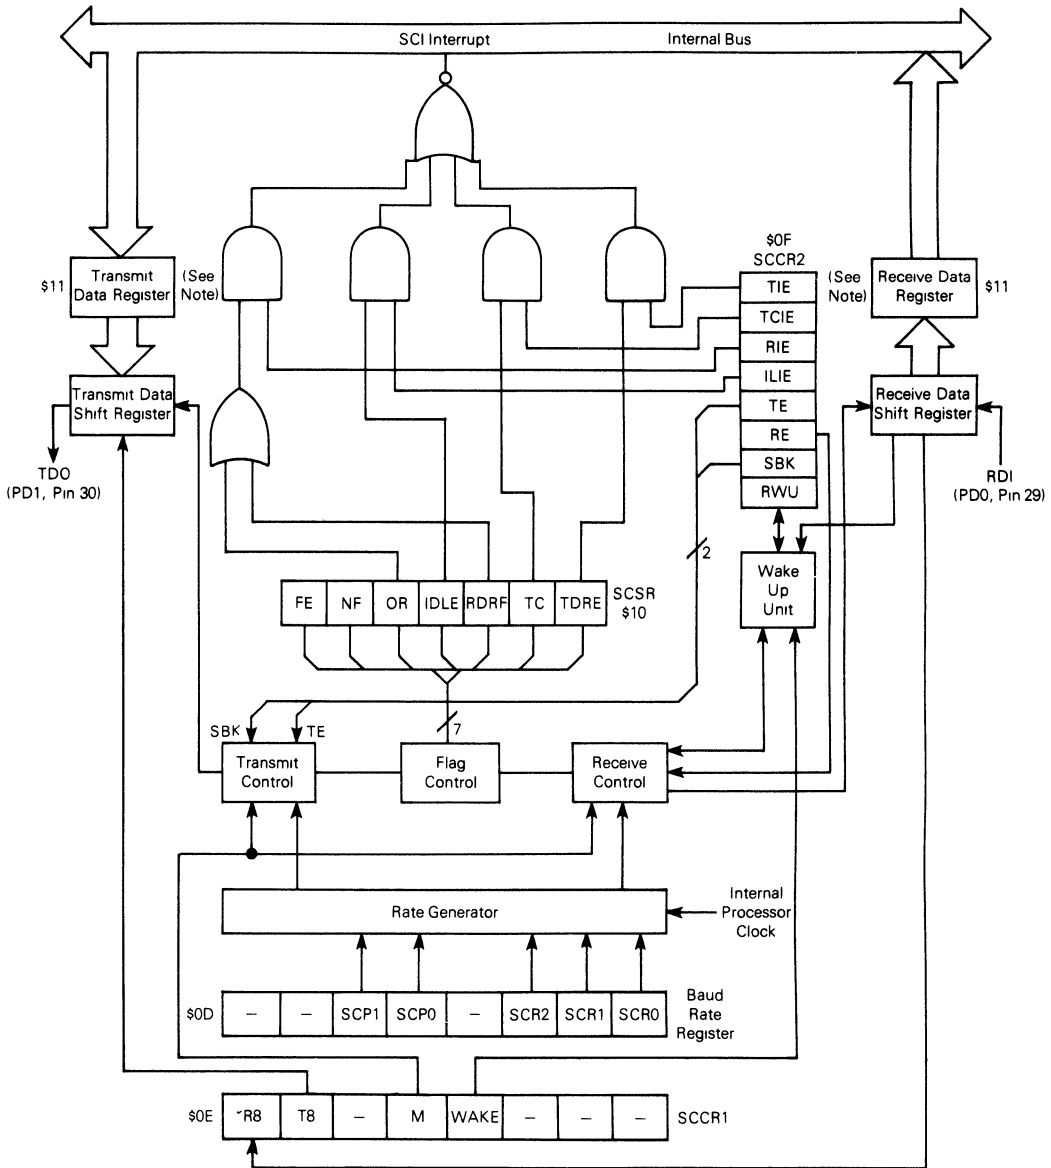 SCI Interrupt
Internal Bus
$0F
SCCR2
$11
Transmit
Data Register
(See
Note)
TIE
TCIE
RIE
ILIE
TE
RE
SBK
RWU
(See
Note)
Receive Data
Register
$11
Transmit Data
Shift Register
Receive Data
Shift Register
TDO
(PD1, Pin 30)
RDI
(PD0, Pin 29)
2
Wake
Up
Unit
FE
NF
OR
IDLE
RDRF
TC
TDRE
SCSR
$10
7
SBK
TE
Transmit
Control
Flag
Control
Receive
Control
Rate Generator
Internal
Processor
Clock
$0D
–
–
SCP1
SCP0
–
SCR2
SCR1
SCR0
Baud
Rate
Register
$0E
R8
T8
–
M
WAKE
–
–
–
SCCR1